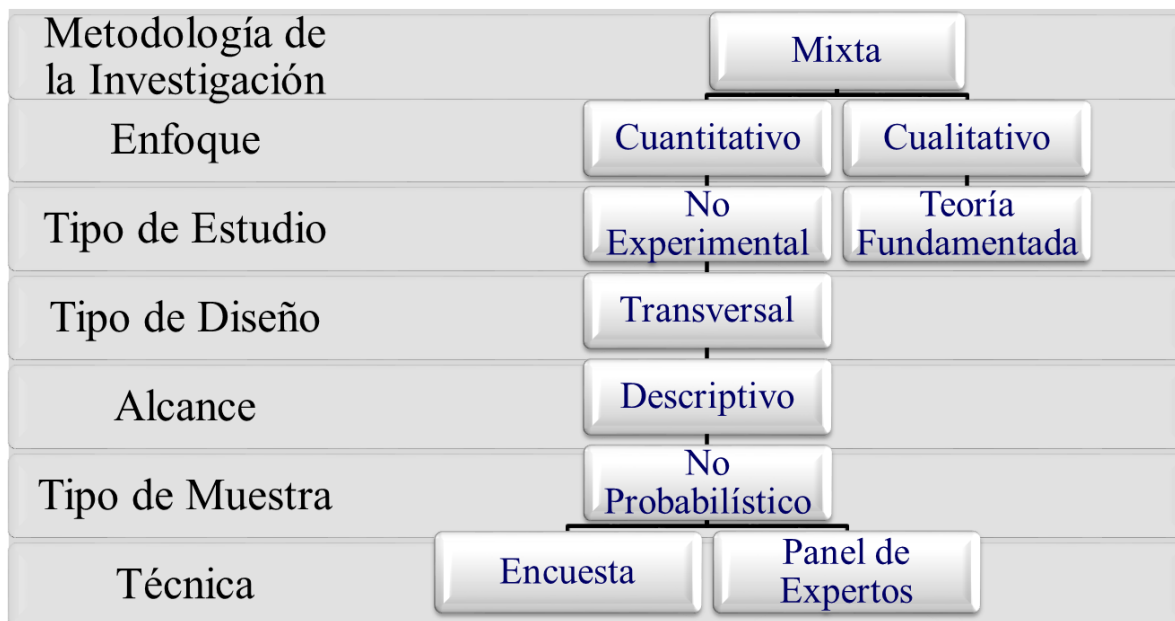 Metodología de
la Investigación
Mixta
Enfoque
Cuantitativo
Cualitativo
Tipo de Estudio
No
Experimental
Teoría
Fundamentada
Tipo de Diseño
Transversal
Alcance
Descriptivo
Tipo de Muestra
No
Probabilístico
Técnica
Encuesta
Panel de
Expertos